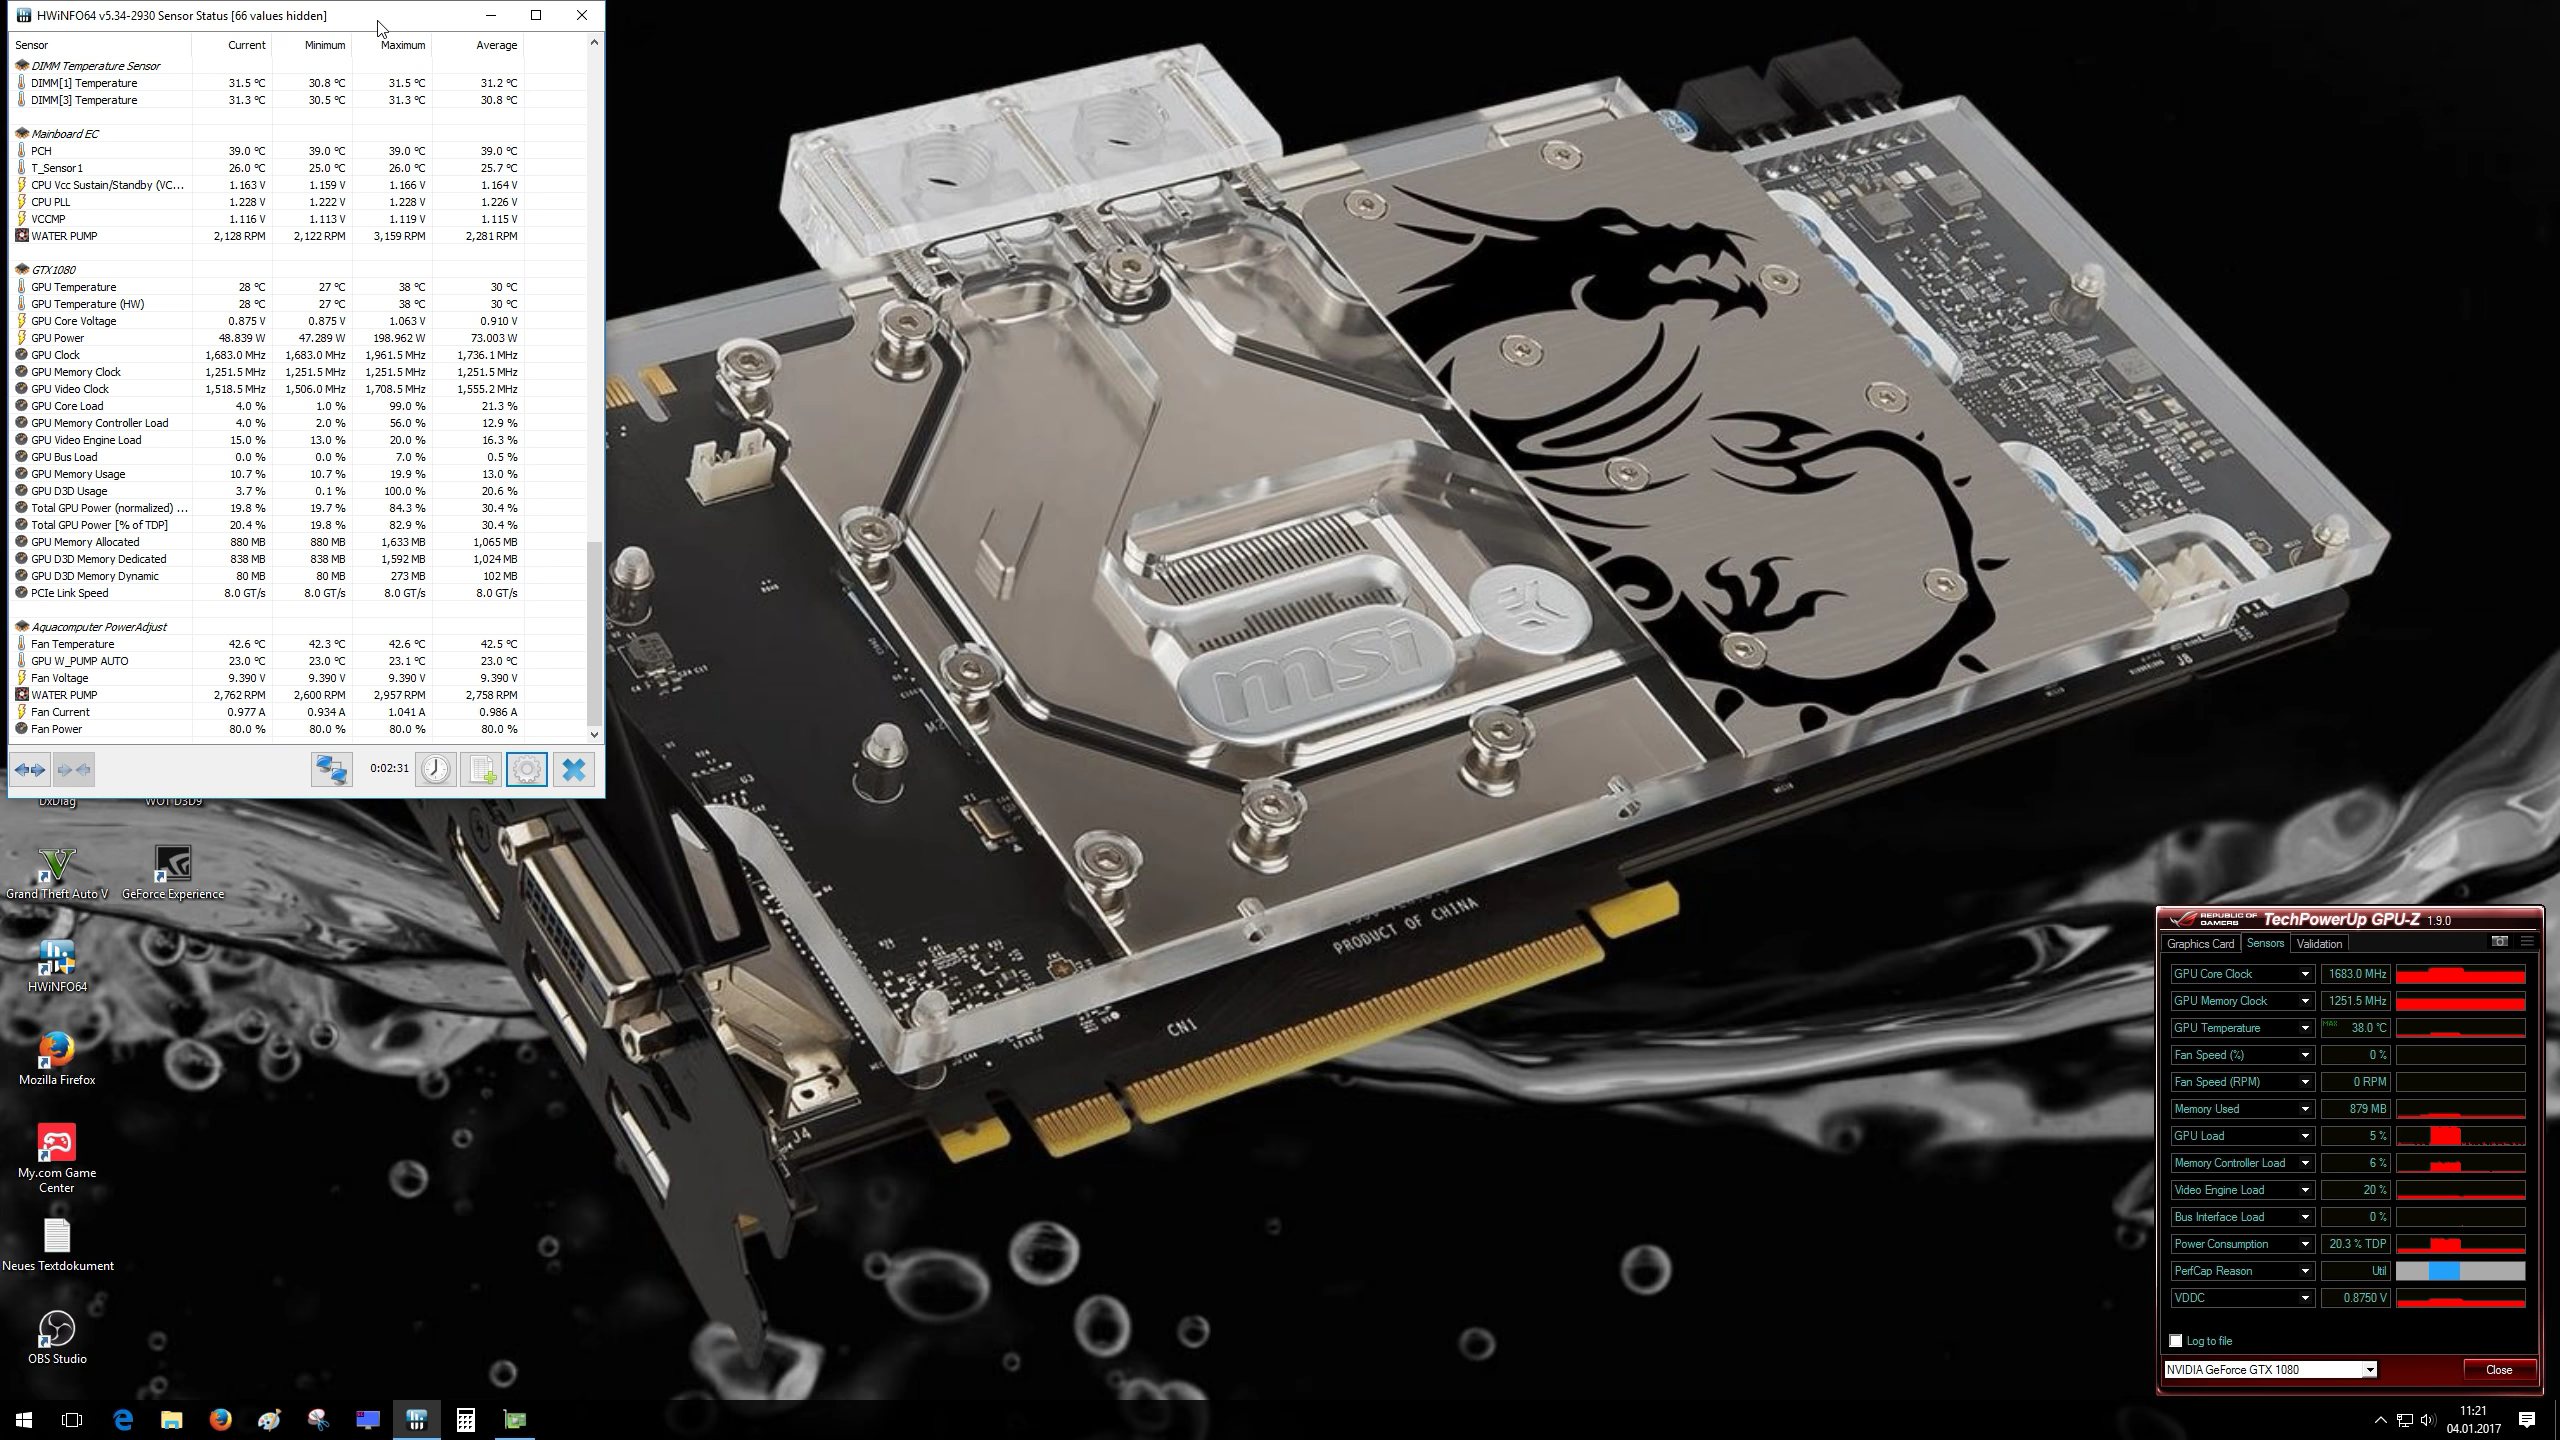 HWiNFO64 v5.34-2930 Sensor Status [66 values hidden]
Sensor Current Minimum Maximum Average
DIMM Temperature Sensor
DIMM[1] Temperature 31.5 °C 30.8 °C 31.5 °C 31.2 °C
DIMM[3] Temperature 31.3 °C 30.5 °C 31.3 °C 30.8 °C
Mainboard EC
PCH 39.0 °C 39.0 °C 39.0 °C 39.0 °C
T_Sensor1 26.0 °C 25.0 °C 26.0 °C 25.7 °C
CPU Vcc Sustain/Standby (VC... 1.163 V 1.159 V 1.166 V 1.164 V
CPU PLL 1.228 V 1.222 V 1.228 V 1.226 V
VCCMP 1.116 V 1.113 V 1.119 V 1.115 V
WATER PUMP 2,128 RPM 2,122 RPM 3,159 RPM 2,281 RPM
GTX1080
GPU Temperature 28 °C 27 °C 38 °C 30 °C
GPU Temperature (HW) 28 °C 27 °C 38 °C 30 °C
GPU Core Voltage 0.875 V 0.875 V 1.063 V 0.910 V
GPU Power 48.839 W 47.289 W 198.962 W 73.003 W
GPU Clock 1,683.0 MHz 1,683.0 MHz 1,961.5 MHz 1,736.1 MHz
GPU Memory Clock 1,251.5 MHz 1,251.5 MHz 1,251.5 MHz 1,251.5 MHz
GPU Video Clock 1,518.5 MHz 1,506.0 MHz 1,708.5 MHz 1,555.2 MHz
GPU Core Load 4.0 % 1.0 % 99.0 % 21.3 %
GPU Memory Controller Load 4.0 % 2.0 % 56.0 % 12.9 %
GPU Video Engine Load 15.0 % 13.0 % 20.0 % 16.3 %
GPU Bus Load 0.0 % 0.0 % 7.0 % 0.5 %
GPU Memory Usage 10.7 % 10.7 % 19.9 % 13.0 %
GPU D3D Usage 3.7 % 0.1 % 100.0 % 20.6 %
Total GPU Power (normalized) ... 19.8 % 19.7 % 84.3 % 30.4 %
Total GPU Power [% of TDP] 20.4 % 19.8 % 82.9 % 30.4 %
GPU Memory Allocated 880 MB 880 MB 1,633 MB 1,065 MB
GPU D3D Memory Dedicated 838 MB 838 MB 1,592 MB 1,024 MB
GPU D3D Memory Dynamic 80 MB 80 MB 273 MB 102 MB
PCIe Link Speed 8.0 GT/s 8.0 GT/s 8.0 GT/s 8.0 GT/s
Aquacomputer PowerAdjust
Fan Temperature 42.6 °C 42.3 °C 42.6 °C 42.5 °C
GPU W_PUMP AUTO 23.0 °C 23.0 °C 23.1 °C 23.0 °C
Fan Voltage 9.390 V 9.390 V 9.390 V 9.390 V
WATER PUMP 2,762 RPM 2,600 RPM 2,957 RPM 2,758 RPM
Fan Current 0.977 A 0.934 A 1.041 A 0.986 A
Fan Power 80.0 % 80.0 % 80.0 % 80.0 %
0:02:31
DxDiag WOT D3D9
Grand Theft Auto V GeForce Experience
HWiNFO64
Mozilla Firefox
My.com Game
Center
Neues Textdokument
OBS Studio
msi
PRODUCT OF CHINA
CN1
J4
J8
REPUBLIC OF
GAMERS
TechPowerUp GPU-Z 1.9.0
Graphics Card Sensors Validation
GPU Core Clock 1683.0 MHz
GPU Memory Clock 1251.5 MHz
GPU Temperature MAX 38.0 °C
Fan Speed (%) 0 %
Fan Speed (RPM) 0 RPM
Memory Used 879 MB
GPU Load 5 %
Memory Controller Load 6 %
Video Engine Load 20 %
Bus Interface Load 0 %
Power Consumption 20.3 % TDP
PerfCap Reason Util
VDDC 0.8750 V
Log to file
NVIDIA GeForce GTX 1080 Close
11:21
04.01.2017